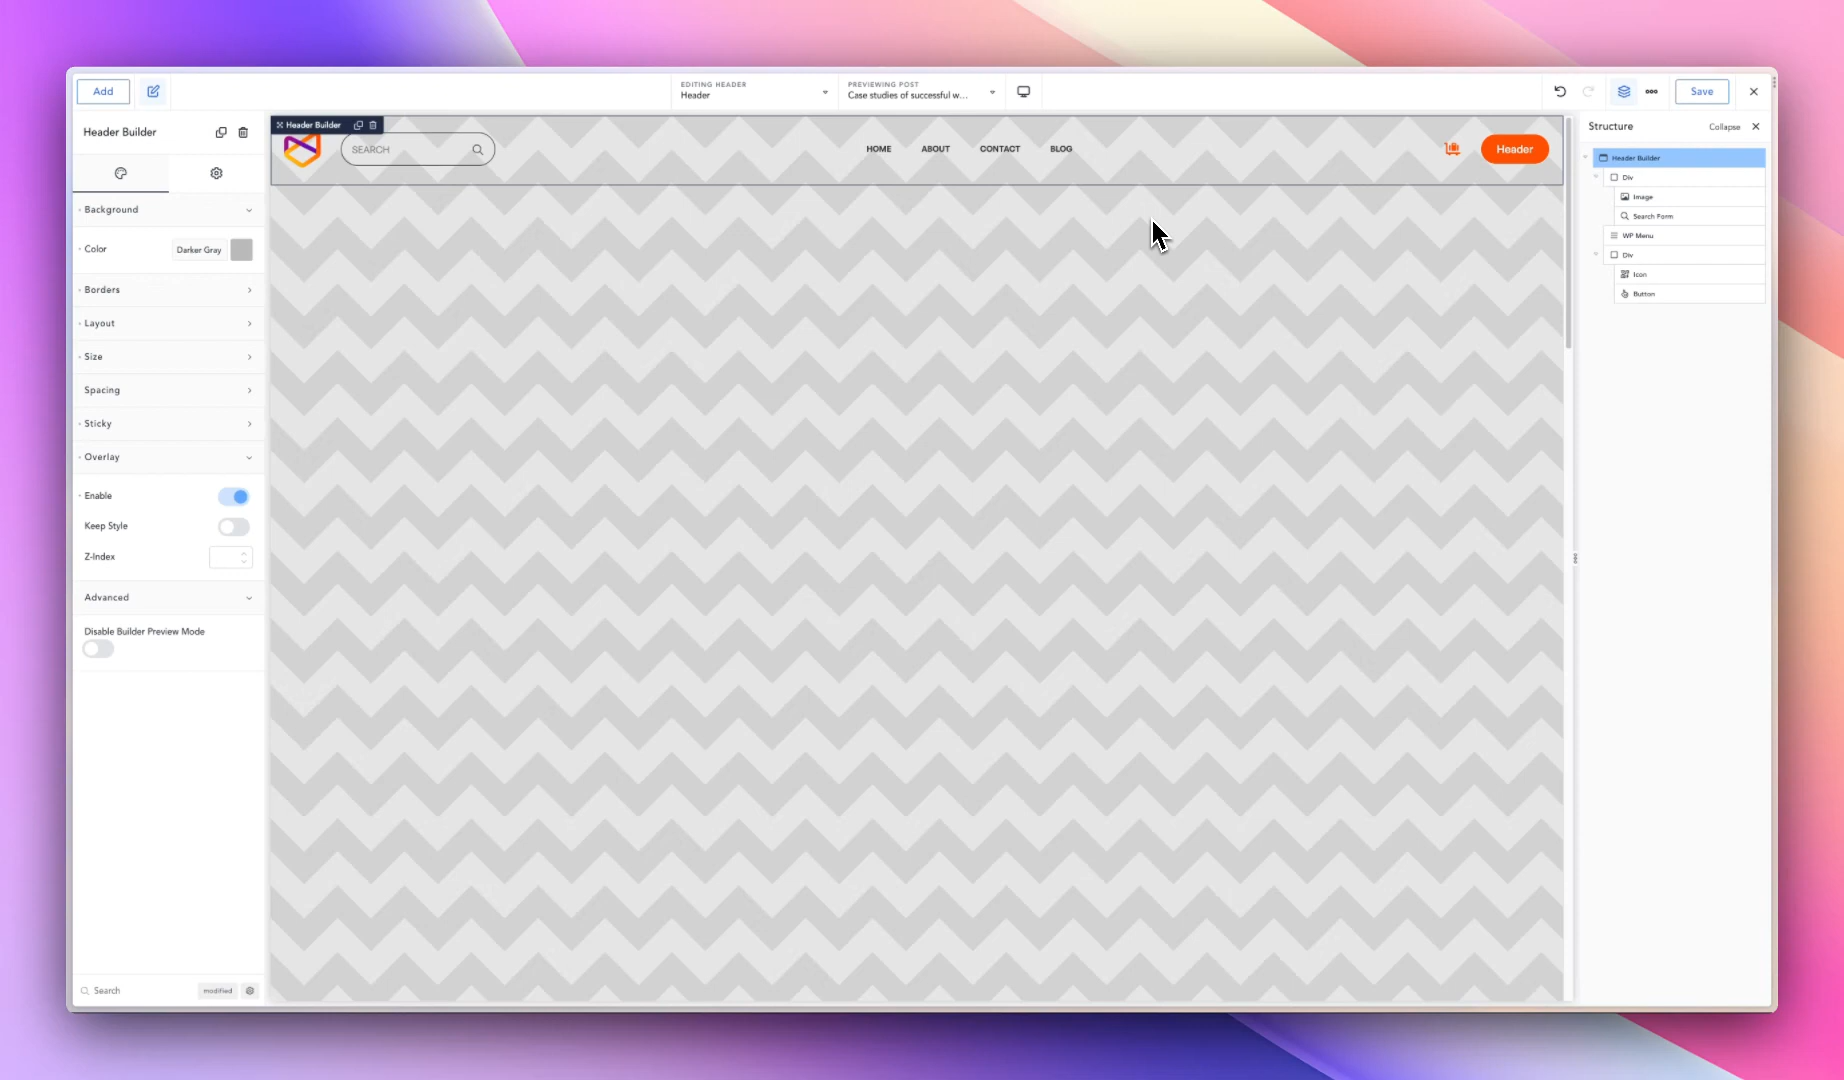 Add
EDITING HEADER
Header
PREVIEWING POST
Case studies of successful w...
Save
Header Builder
Background
Color
Darker Gray
Borders
Layout
Size
Spacing
Sticky
Overlay
Enable
Keep Style
Z-Index
Advanced
Disable Builder Preview Mode
Search
modified
Header Builder
SEARCH
HOME
ABOUT
CONTACT
BLOG
Header
Structure
Collapse
Header Builder
Div
Image
Search Form
WP Menu
Div
Icon
Button